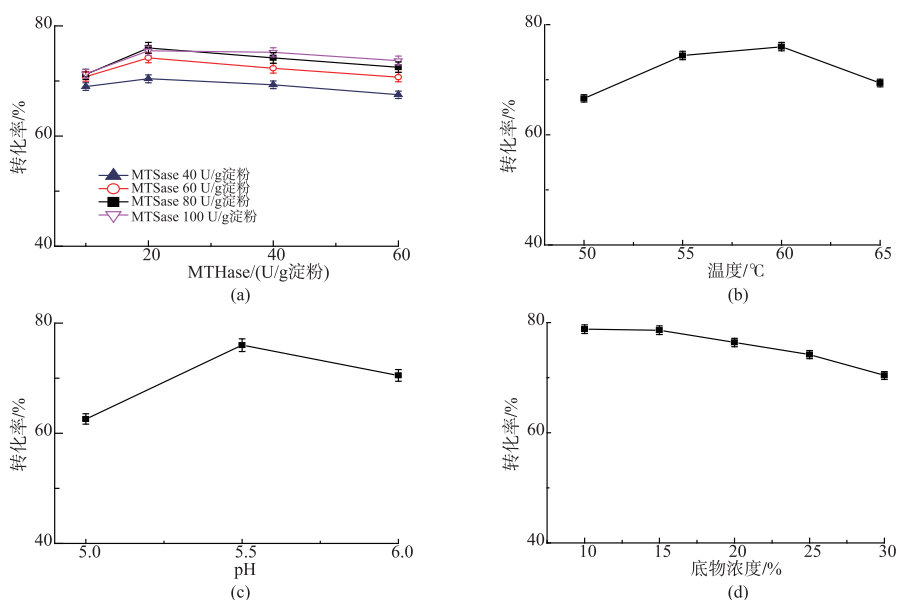 80
60
40
转化率/%
MTSase 40 U/g淀粉
MTSase 60 U/g淀粉
MTSase 80 U/g淀粉
MTSase 100 U/g淀粉
20 40 60
MTHase/(U/g淀粉)
(a)
80
60
40
转化率/%
50 55 60 65
温度/℃
(b)
80
60
40
转化率/%
5.0 5.5 6.0
pH
(c)
80
60
40
转化率/%
10 15 20 25 30
底物浓度/%
(d)